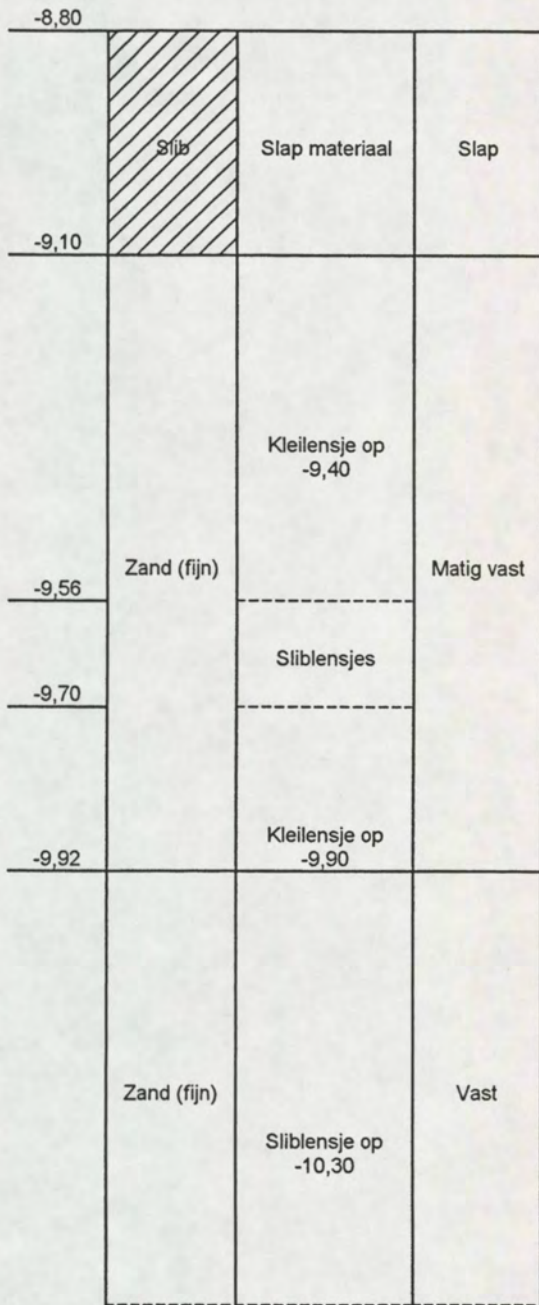 -8,80
Slib
Slap materiaal
Slap
-9,10
Kleilensje op
-9,40
Zand (fijn)
Matig vast
-9,56
Sliblensjes
-9,70
Kleilensje op
-9,90
-9,92
Zand (fijn)
Vast
Sliblensje op
-10,30